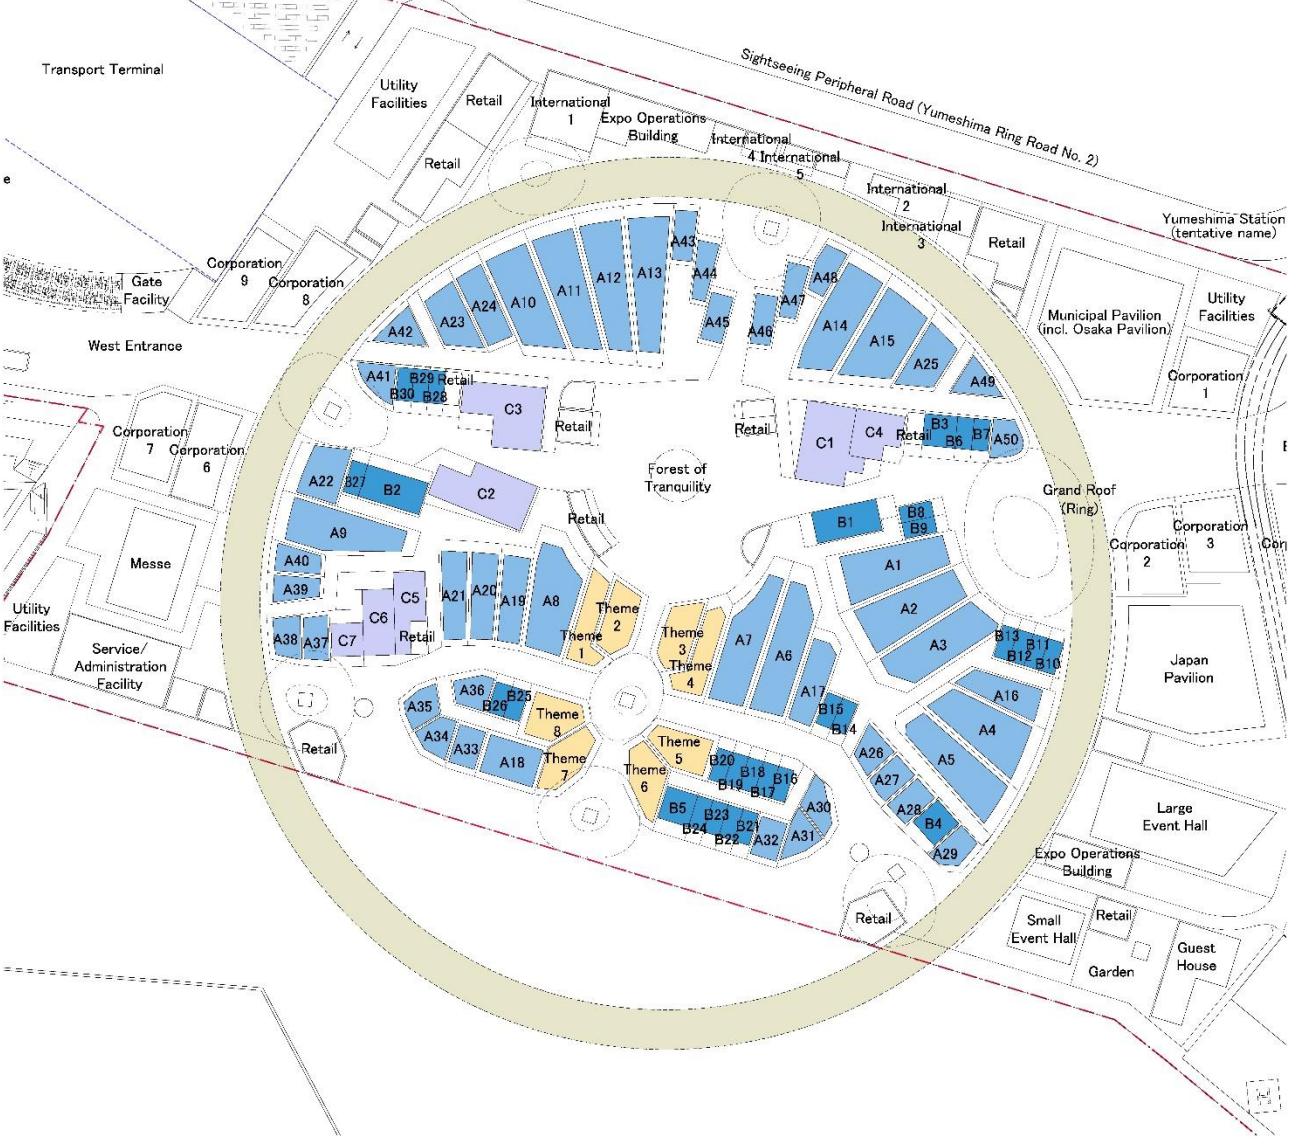 Transport Terminal
Utility
Facilities
Retail
Retail
International
1
Expo Operations
Building
International
4
International
5
International
2
International
3
Retail
Sightseeing Peripheral Road (Yumeshima Ring Road No. 2)
Yumeshima Station
(tentative name)
e
Gate
Facility
Corporation
9
Corporation
8
West Entrance
Municipal Pavilion
(incl. Osaka Pavilion)
Utility
Facilities
Corporation
1
A42
A23
A24
A10
A11
A12
A13
A43
A44
A45
A46
A47
A48
A14
A15
A25
A49
A41
B29
B30
B28
Retail
C3
Retail
Retail
C1
C4
Retail
B3
B6
B7
A50
Corporation
7
Corporation
6
A22
B27
B2
C2
Forest of
Tranquility
Grand Roof
(Ring)
Retail
B1
B8
B9
A9
A40
A39
A38
A37
C5
C6
C7
Retail
A21
A20
A19
A8
Theme
1
Theme
2
Theme
3
Theme
4
A7
A6
A17
B15
B14
A1
A2
A3
B13
B11
B12
B10
A16
A4
A5
Corporation
2
Corporation
3
Messe
Utility
Facilities
Service/
Administration
Facility
Japan
Pavilion
A36
B25
B26
A35
A34
A33
A18
Theme
8
Theme
7
Theme
5
Theme
6
B20
B18
B16
B19
B17
B5
B23
B21
B24
B22
A32
A31
A30
A26
A27
A28
B4
A29
Retail
Retail
Large
Event Hall
Expo Operations
Building
Small
Event Hall
Retail
Garden
Guest
House
H